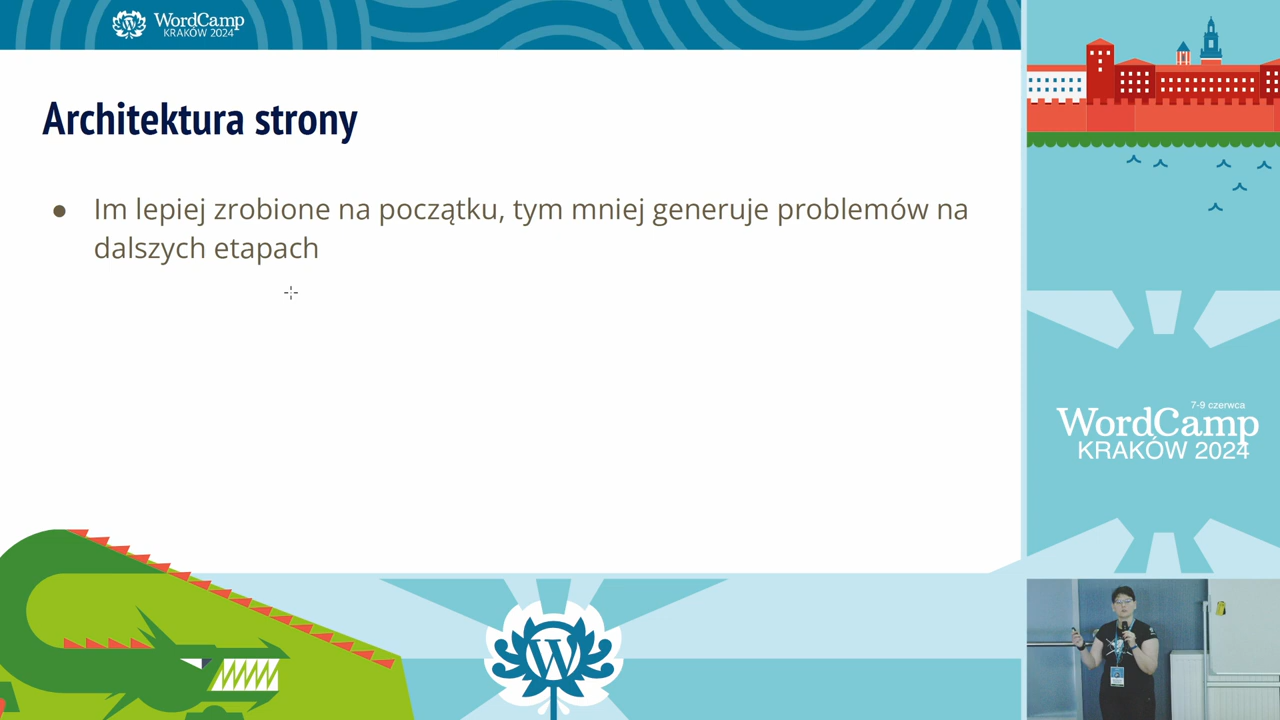 WordCamp
KRAKÓW 2024
Architektura strony
● Im lepiej zrobione na początku, tym mniej generuje problemów na
dalszych etapach
7-9 czerwca
WordCamp
KRAKÓW 2024
W